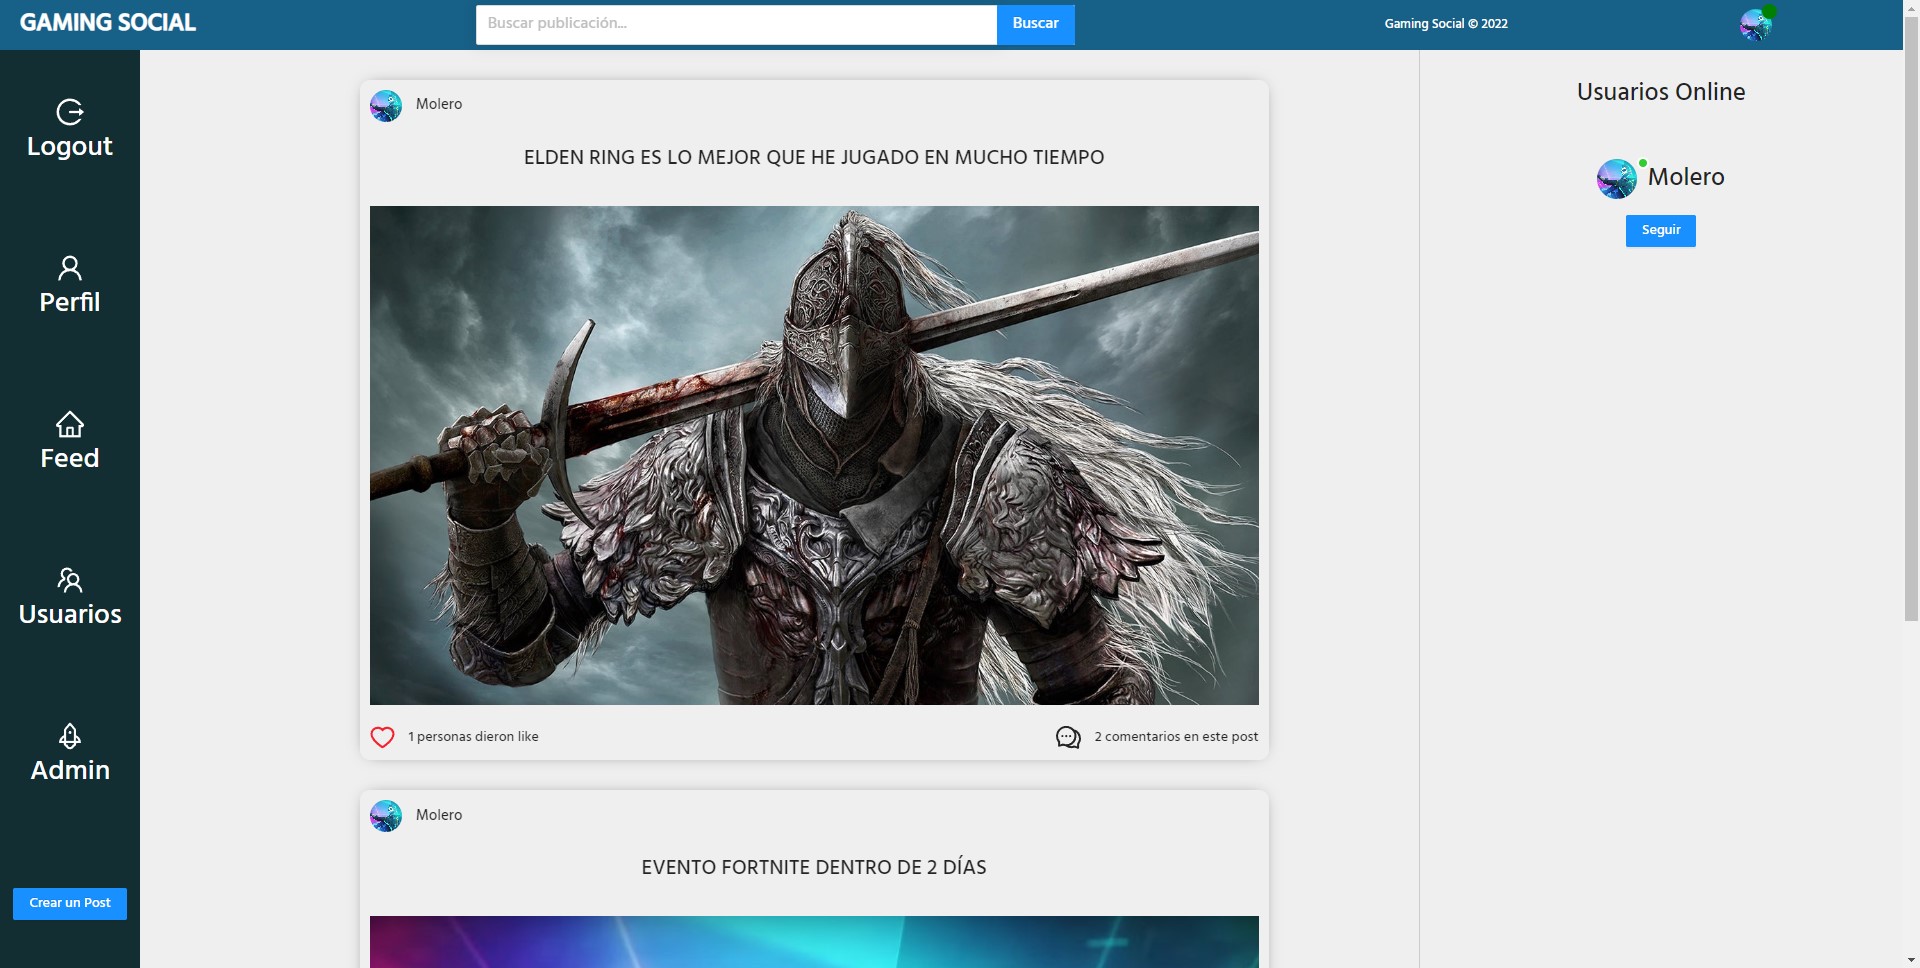 GAMING SOCIAL
Buscar publicación...
Buscar
Gaming Social © 2022
Logout
Perfil
Feed
Usuarios
Admin
Crear un Post
Molero
ELDEN RING ES LO MEJOR QUE HE JUGADO EN MUCHO TIEMPO
1 personas dieron like
2 comentarios en este post
Molero
EVENTO FORTNITE DENTRO DE 2 DÍAS
Usuarios Online
Molero
Seguir